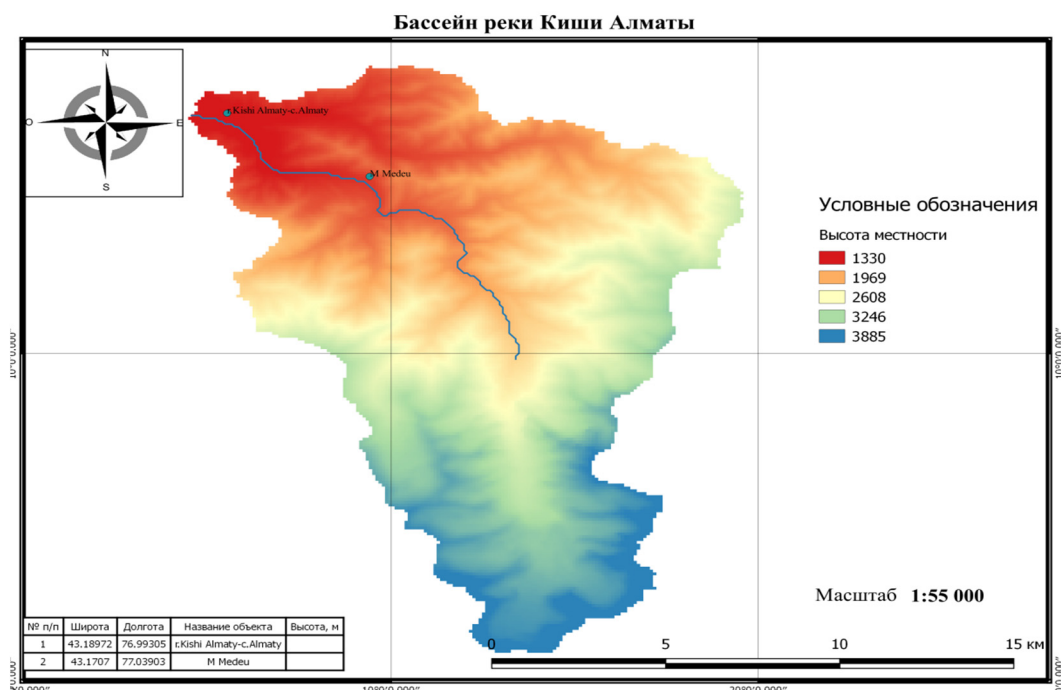 Бассейн реки Киши Алматы
N
O
E
S
r.Kishi Almaty-c.Almaty
M Medeu
Условные обозначения
Высота местности
1330
1969
2608
3246
3885
Масштаб 1:55 000
0 5 10 15 км
№ п/п Широта Долгота Название объекта Высота, м
1 43.18972 76.99305 r.Kishi Almaty-c.Almaty
2 43.1707 77.03903 M Medeu